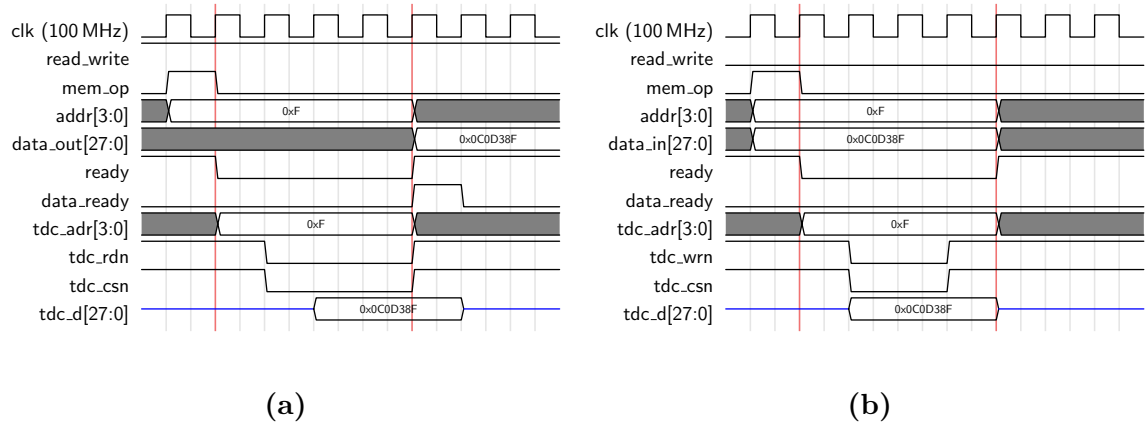 clk (100 MHz)
read_write
mem_op
addr[3:0] 0xF
data_out[27:0] 0x0C0D38F
ready
data_ready
tdc_adr[3:0] 0xF
tdc_rdn
tdc_csn
tdc_d[27:0] 0x0C0D38F
(a)
clk (100 MHz)
read_write
mem_op
addr[3:0] 0xF
data_in[27:0] 0x0C0D38F
ready
data_ready
tdc_adr[3:0] 0xF
tdc_wrn
tdc_csn
tdc_d[27:0] 0x0C0D38F
(b)